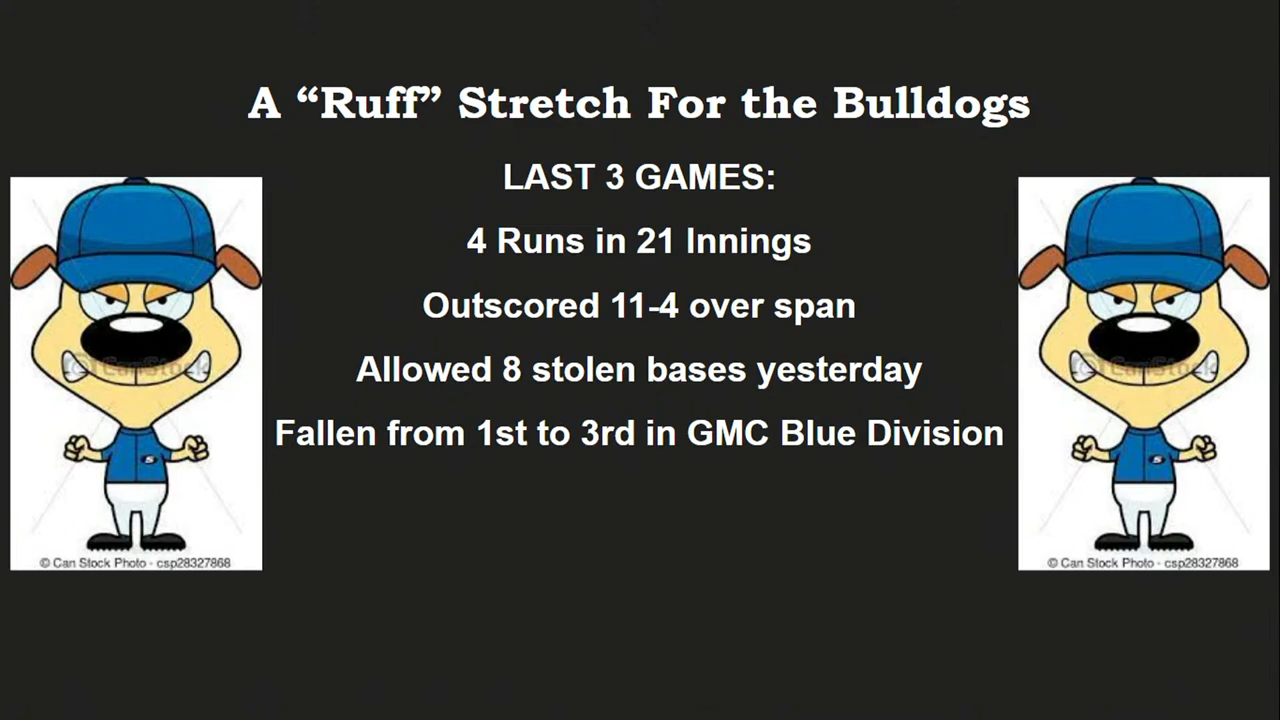 A “Ruff” Stretch For the Bulldogs
LAST 3 GAMES:
4 Runs in 21 Innings
Outscored 11-4 over span
Allowed 8 stolen bases yesterday
Fallen from 1st to 3rd in GMC Blue Division
(C) CanStock
S
© Can Stock Photo - csp28327868
(C) CanStock
S
© Can Stock Photo - csp28327868